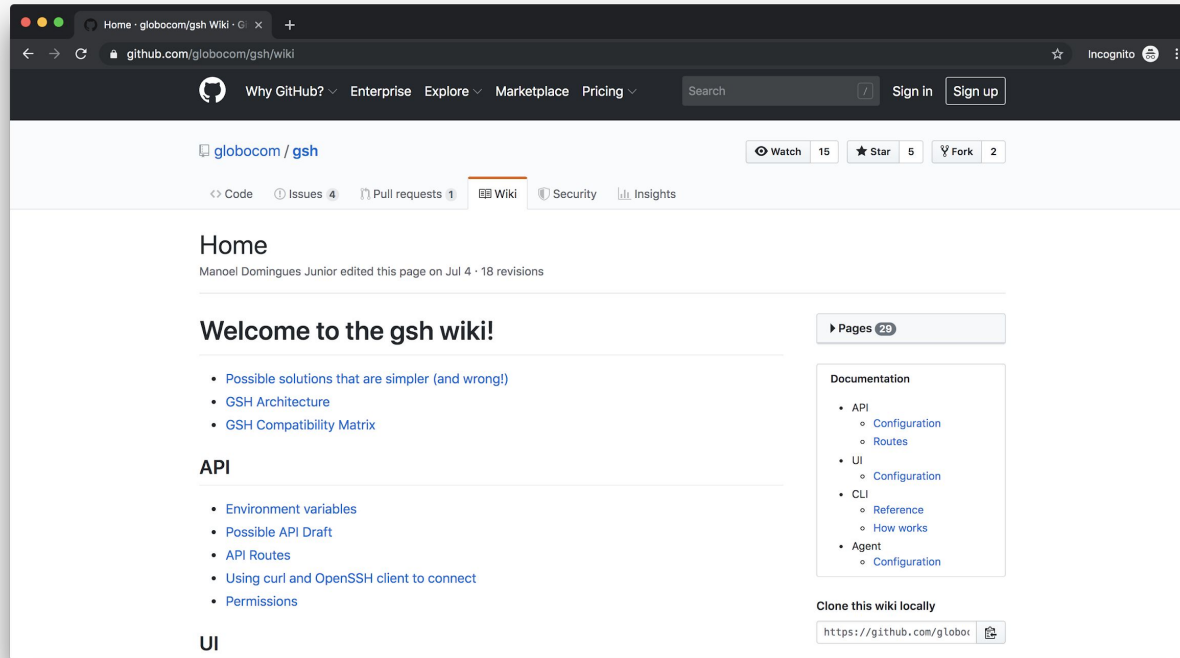 Home · globocom/gsh Wiki · G
github.com/globocom/gsh/wiki
Incognito
Why GitHub? Enterprise Explore Marketplace Pricing
Search /
Sign in Sign up
globocom / gsh
Watch 15 Star 5 Fork 2
Code Issues 4 Pull requests 1 Wiki Security Insights
Home
Manoel Domingues Junior edited this page on Jul 4 · 18 revisions
Welcome to the gsh wiki!
• Possible solutions that are simpler (and wrong!)
• GSH Architecture
• GSH Compatibility Matrix
API
• Environment variables
• Possible API Draft
• API Routes
• Using curl and OpenSSH client to connect
• Permissions
UI
Pages 29
Documentation
• API
Configuration
Routes
• UI
Configuration
• CLI
Reference
How works
• Agent
Configuration
Clone this wiki locally
https://github.com/globoc